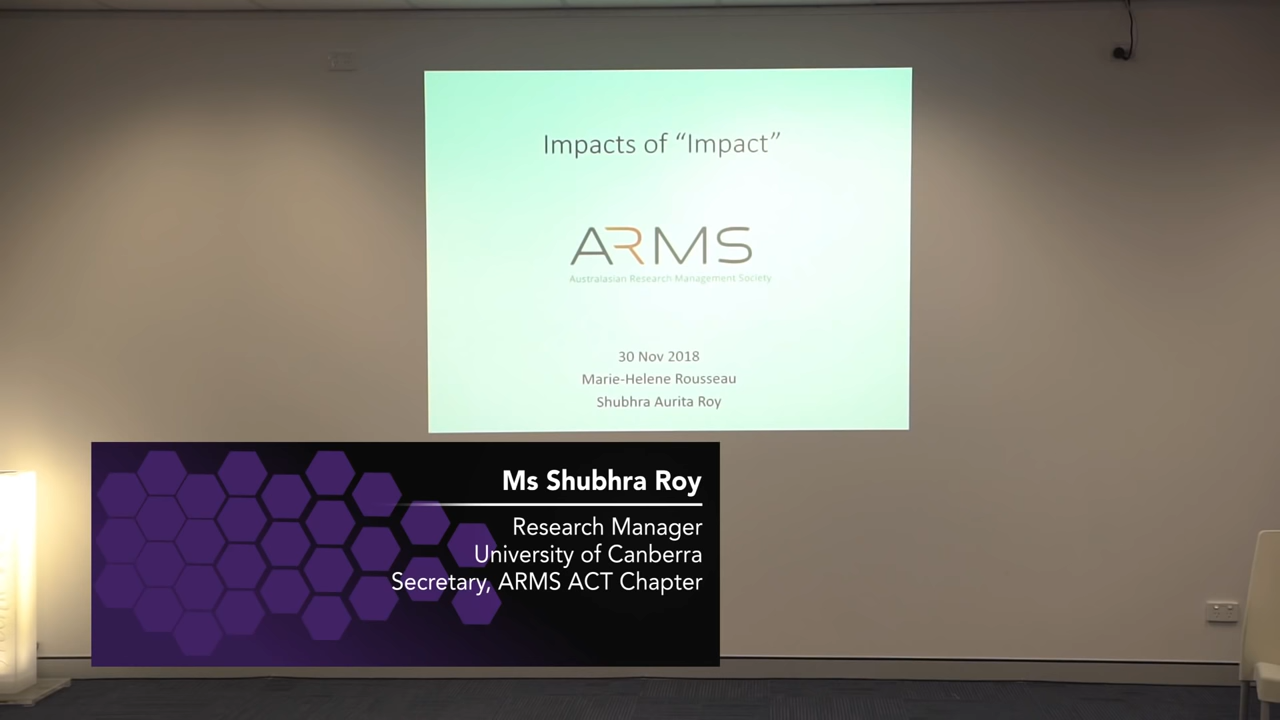 Impacts of “Impact”
ARMS
Australasian Research Management Society
30 Nov 2018
Marie-Helene Rousseau
Shubhra Aurita Roy
Ms Shubhra Roy
Research Manager
University of Canberra
Secretary, ARMS ACT Chapter